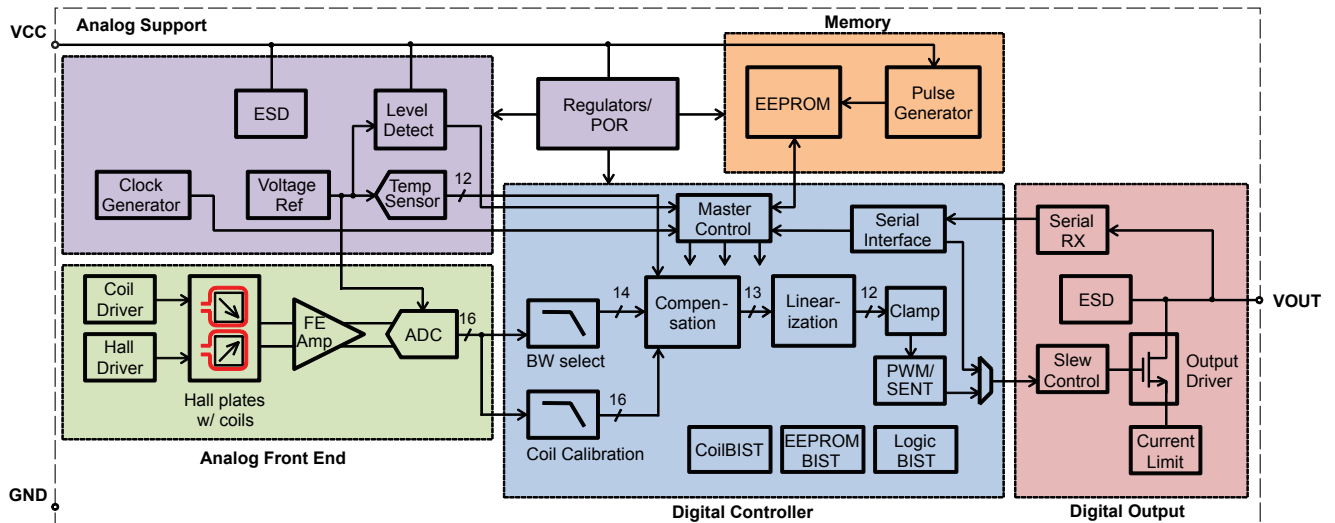 Analog Support
Memory
VCC
ESD
Level
Detect
Regulators/
POR
EEPROM
Pulse
Generator
Clock
Generator
Voltage
Ref
Temp
Sensor
12
Master
Control
Serial
Interface
Serial
RX
Coil
Driver
Hall
Driver
Hall plates
w/ coils
FE
Amp
ADC
16
BW select
14
Compen-
sation
13
Linear-
ization
12
Clamp
PWM/
SENT
Coil Calibration
16
CoilBIST
EEPROM
BIST
Logic
BIST
ESD
VOUT
Slew
Control
Output
Driver
Current
Limit
Analog Front End
GND
Digital Controller
Digital Output